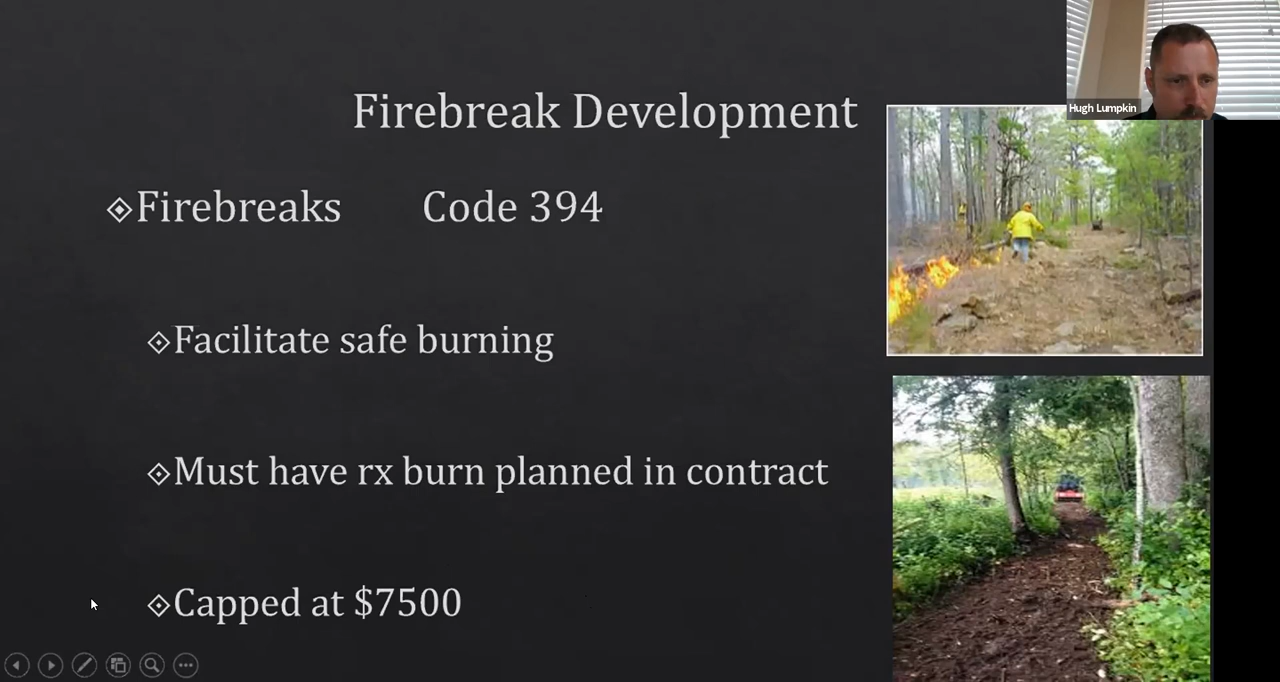 Firebreak Development
Hugh Lumpkin
Firebreaks Code 394
Facilitate safe burning
Must have rx burn planned in contract
Capped at $7500